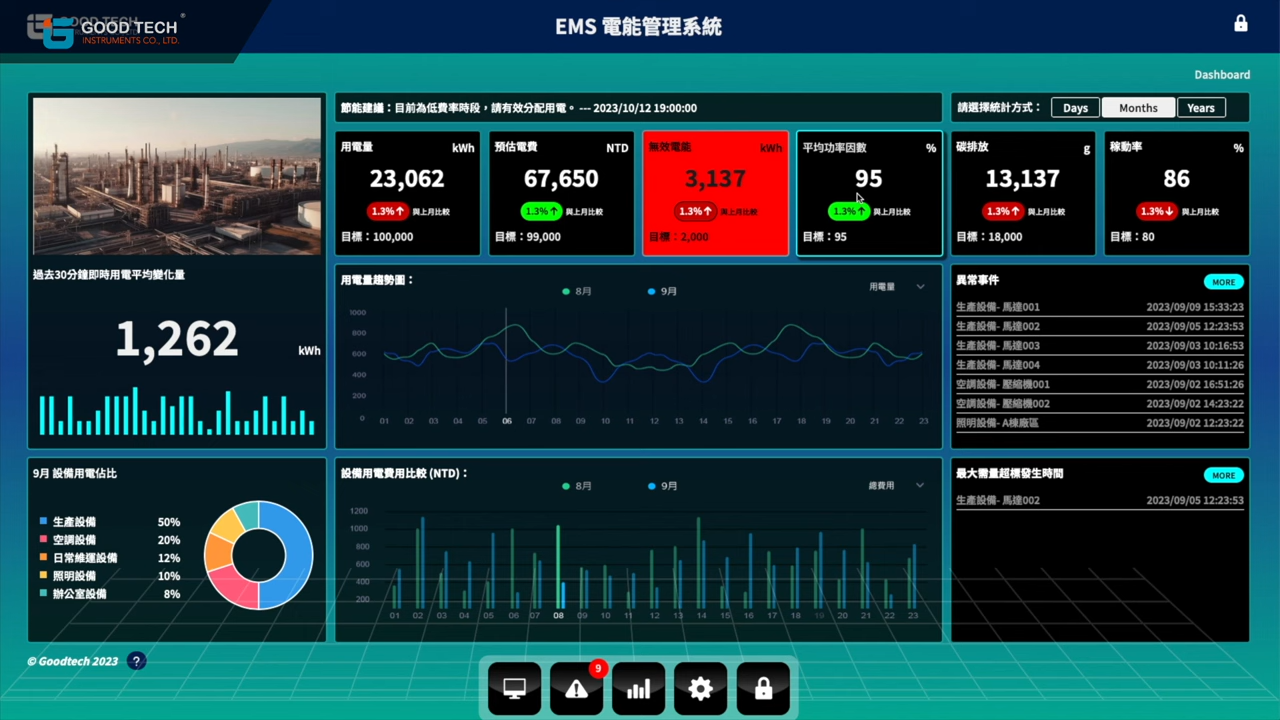 GOOD TECH®
INSTRUMENTS CO., LTD.
EMS 電能管理系統
Dashboard
節能建議：目前為低費率時段，請有效分配用電。 --- 2023/10/12 19:00:00
請選擇統計方式：
Days
Months
Years
用電量 kWh
23,062
1.3%↑ 與上月比較
目標：100,000
預估電費 NTD
67,650
1.3%↑ 與上月比較
目標：99,000
無效電能 kWh
3,137
1.3%↑ 與上月比較
目標：2,000
平均功率因數 %
95
1.3%↑ 與上月比較
目標：95
碳排放 g
13,137
1.3%↑ 與上月比較
目標：18,000
稼動率 %
86
1.3%↓ 與上月比較
目標：80
過去30分鐘即時用電平均變化量
1,262 kWh
用電量趨勢圖：
8月 9月
用電量
1000
800
600
400
200
0
01 02 03 04 05 06 07 08 09 10 11 12 13 14 15 16 17 18 19 20 21 22 23
異常事件 MORE
生產設備- 馬達001 2023/09/09 15:33:23
生產設備- 馬達002 2023/09/05 12:23:53
生產設備- 馬達003 2023/09/03 10:16:53
生產設備- 馬達004 2023/09/03 10:11:26
空調設備- 壓縮機001 2023/09/02 16:51:26
空調設備- 壓縮機002 2023/09/02 14:23:22
照明設備- A棟廠區 2023/09/02 12:23:22
9月 設備用電佔比
生產設備 50%
空調設備 20%
日常維運設備 12%
照明設備 10%
辦公室設備 8%
設備用電費用比較 (NTD)：
8月 9月
總費用
1200
1000
800
600
400
200
01 02 03 04 05 06 07 08 09 10 11 12 13 14 15 16 17 18 19 20 21 22 23
最大需量超標發生時間 MORE
生產設備- 馬達002 2023/09/05 12:23:53
© Goodtech 2023 ?
9